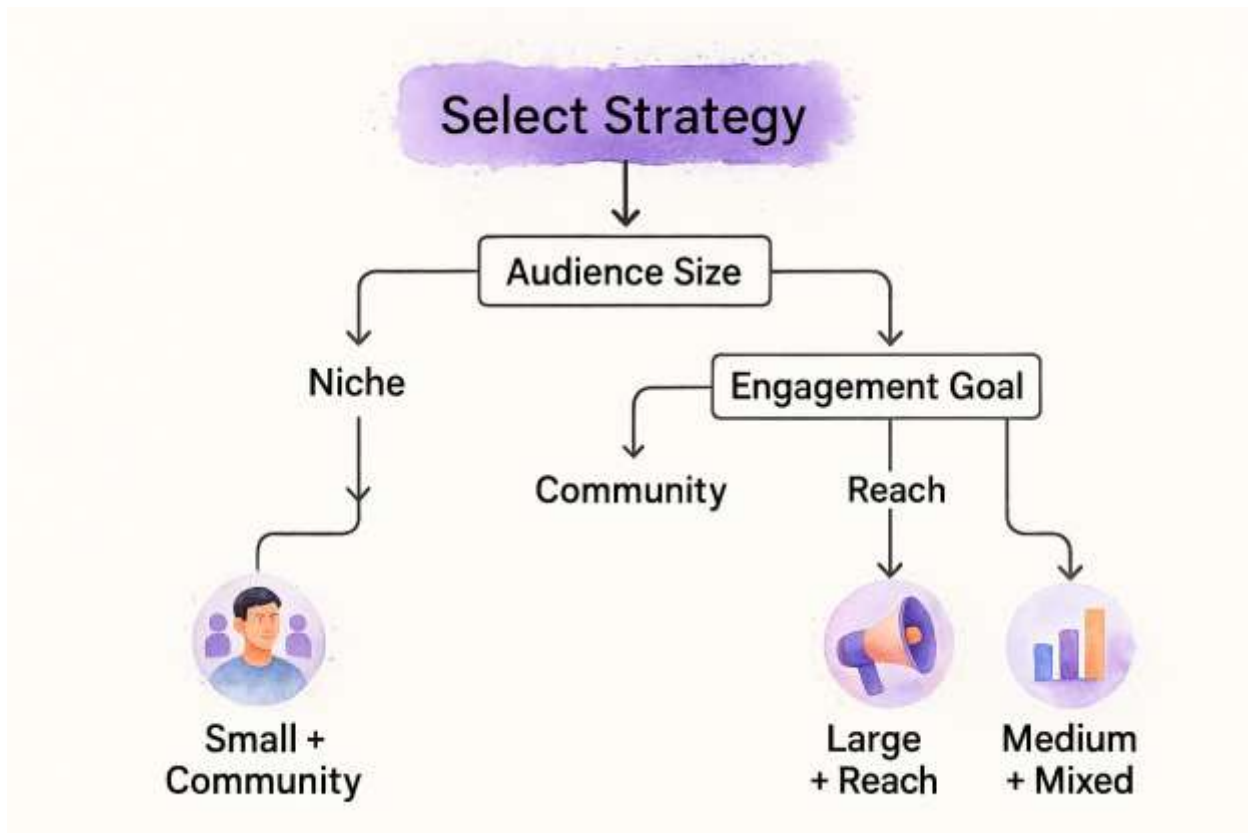 Select Strategy
Audience Size
Niche
Engagement Goal
Community
Reach
Small +
Community
Large
+ Reach
Medium
+ Mixed